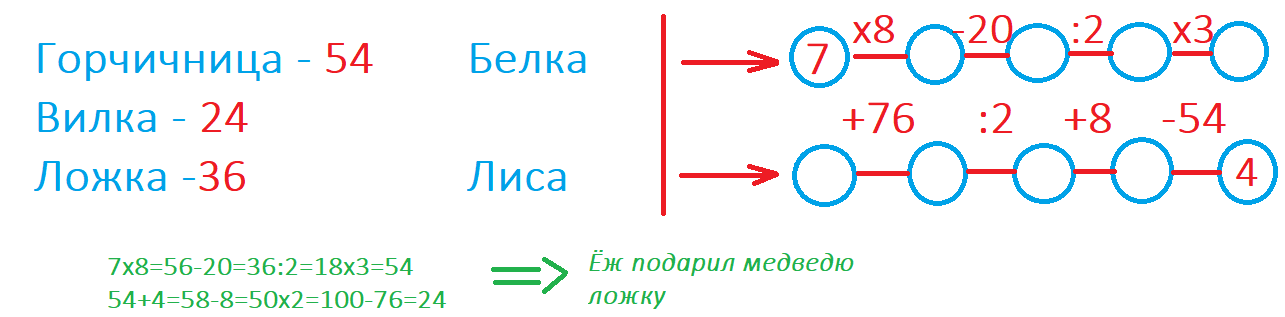 Горчичница - 54 Белка
Вилка - 24
Ложка -36 Лиса
7 x8 -20 :2 x3
+76 :2 +8 -54
4
7x8=56-20=36:2=18x3=54
54+4=58-8=50x2=100-76=24
Ёж подарил медведю
ложку